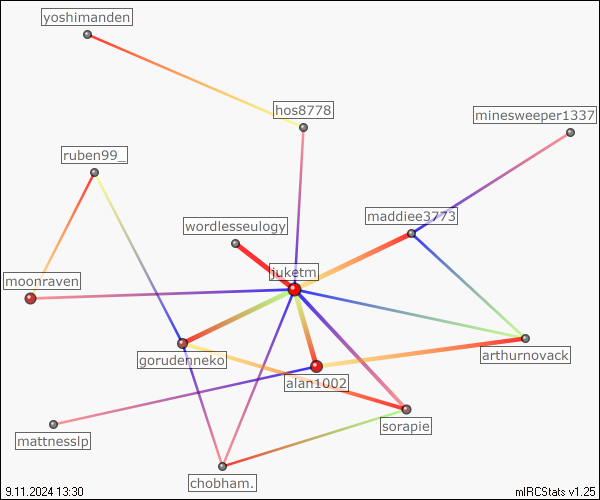 yoshimanden
hos8778
minesweeper1337
ruben99_
maddiee3773
wordlesseulogy
juketm
moonraven
gorudenneko
arthurnovack
alan1002
sorapie
mattnesslp
chobham.
9.11.2024 13:30
mIRCStats v1.25